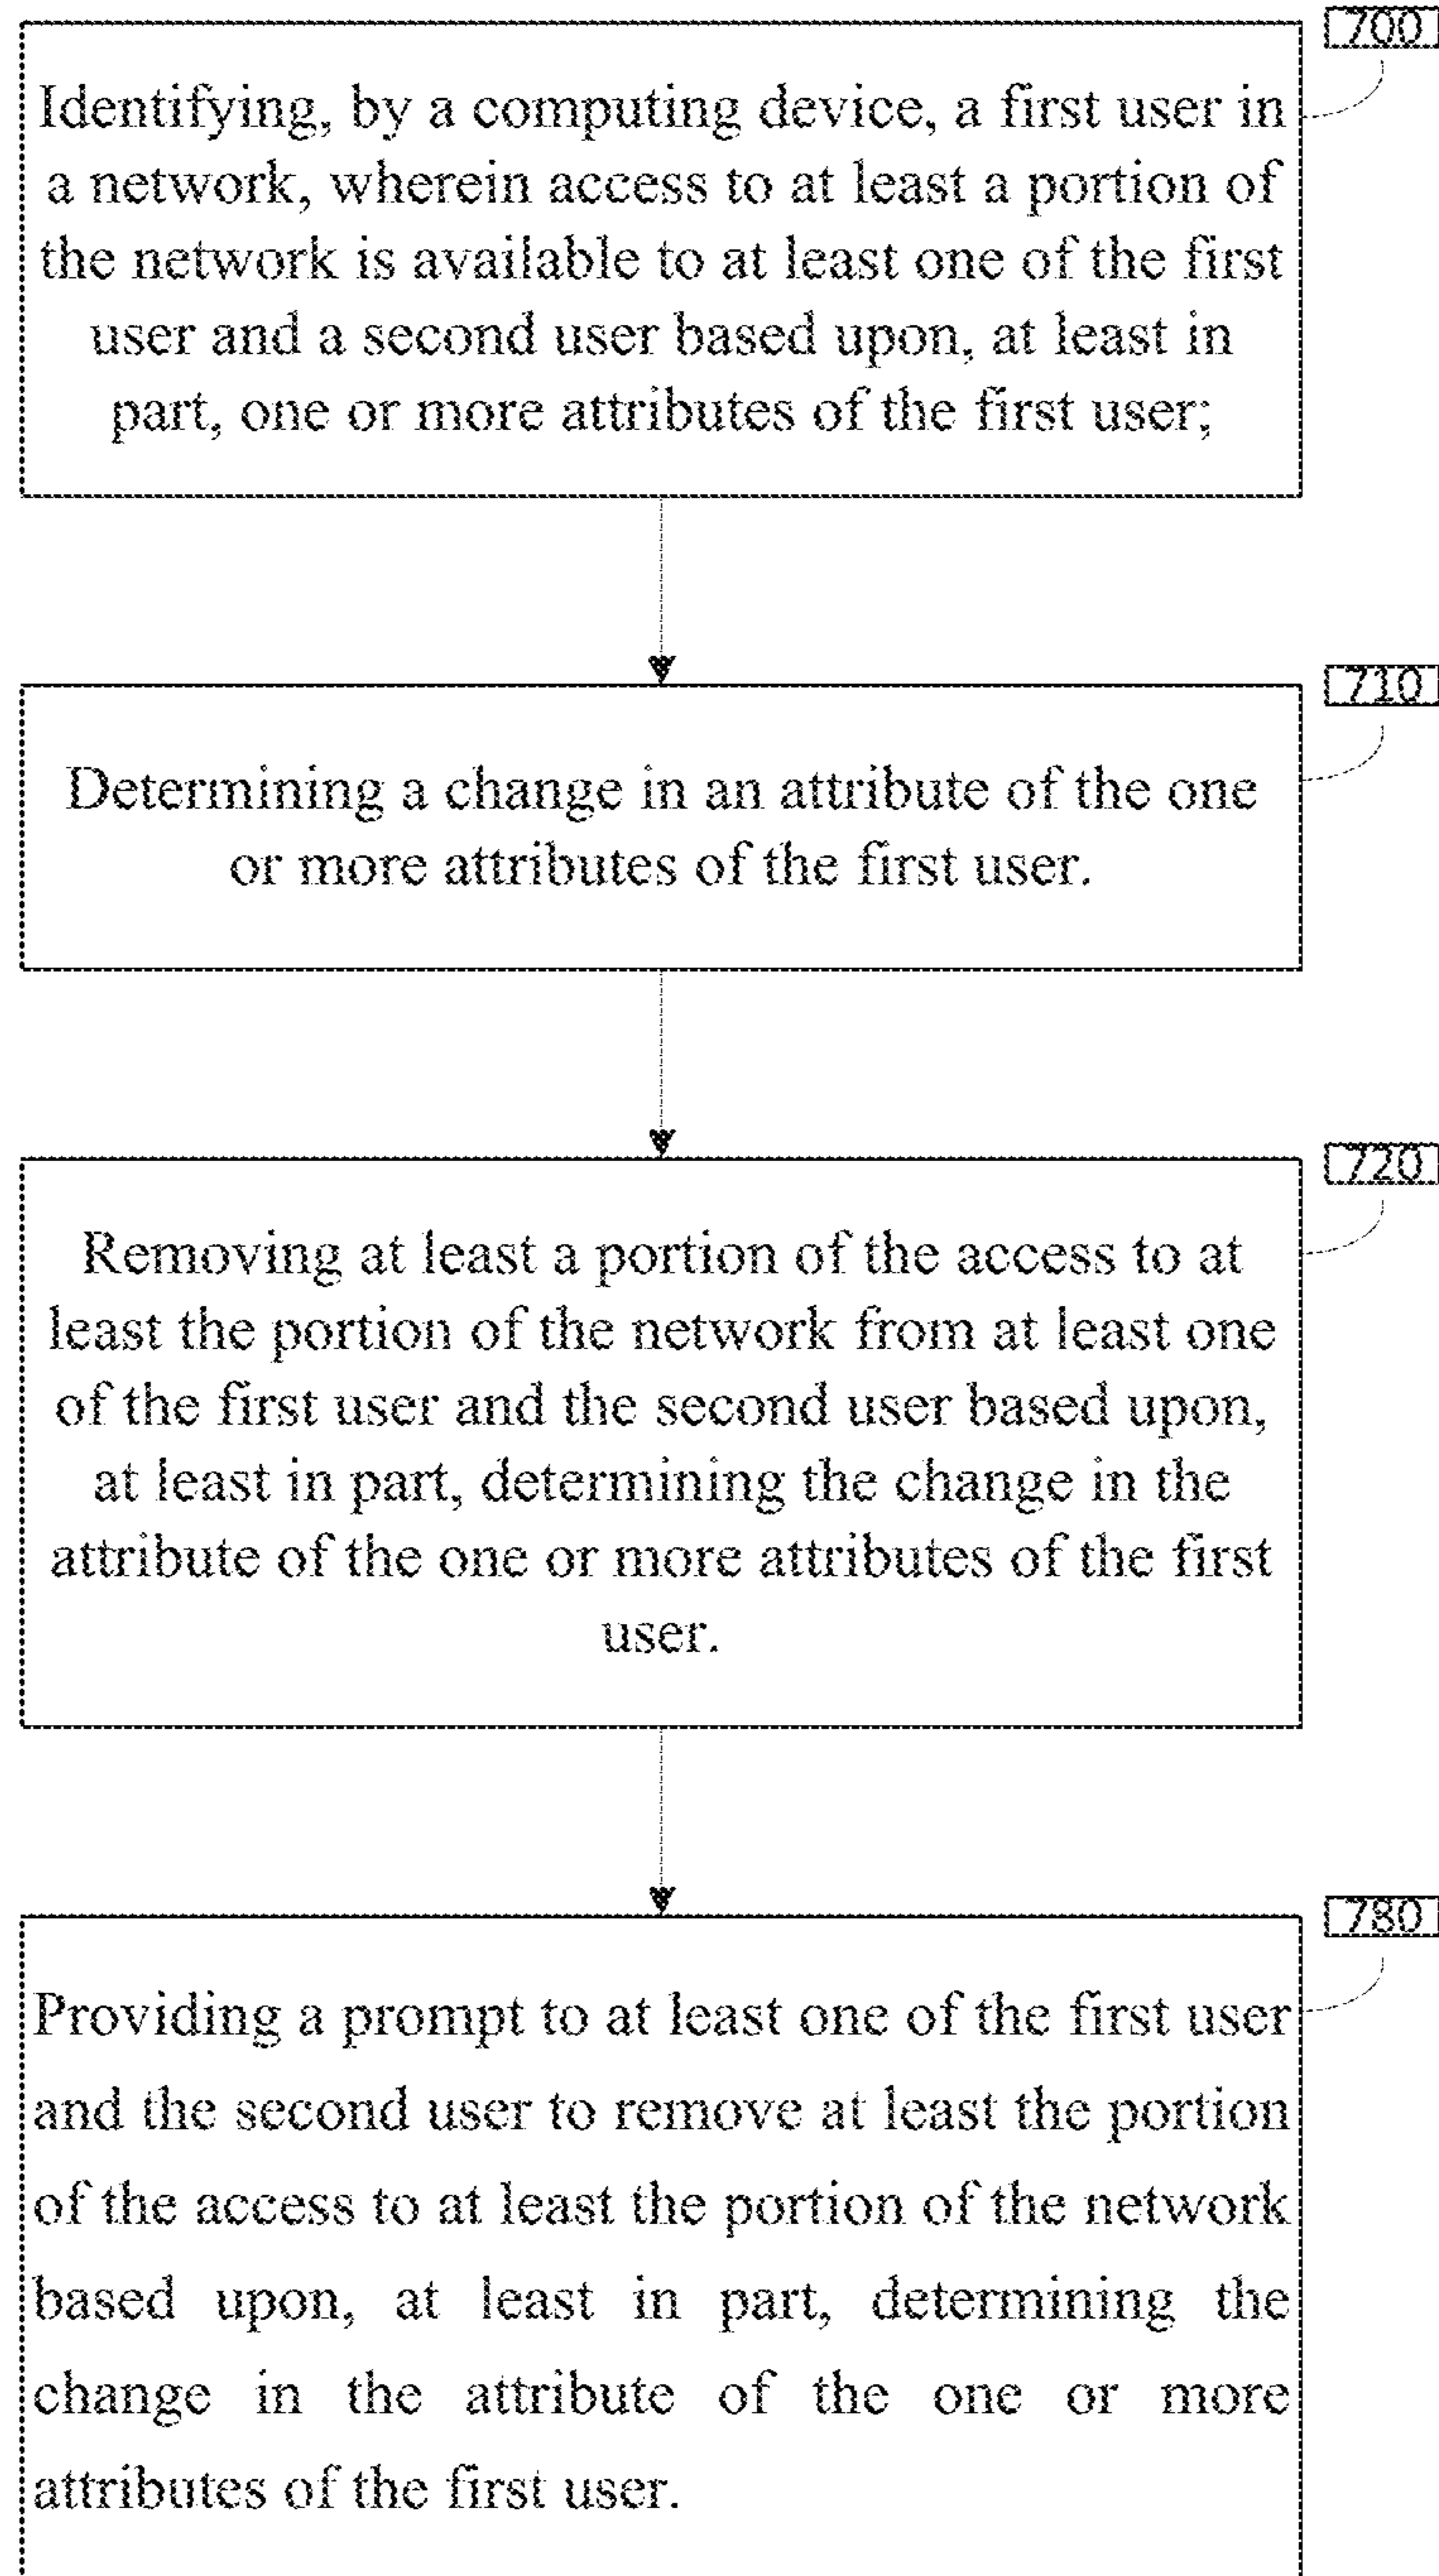 700
Identifying, by a computing device, a first user in
a network, wherein access to at least a portion of
the network is available to at least one of the first
user and a second user based upon, at least in
part, one or more attributes of the first user;
710
Determining a change in an attribute of the one
or more attributes of the first user.
720
Removing at least a portion of the access to at
least the portion of the network from at least one
of the first user and the second user based upon,
at least in part, determining the change in the
attribute of the one or more attributes of the first
user.
780
Providing a prompt to at least one of the first user
and the second user to remove at least the portion
of the access to at least the portion of the network
based upon, at least in part, determining the
change in the attribute of the one or more
attributes of the first user.